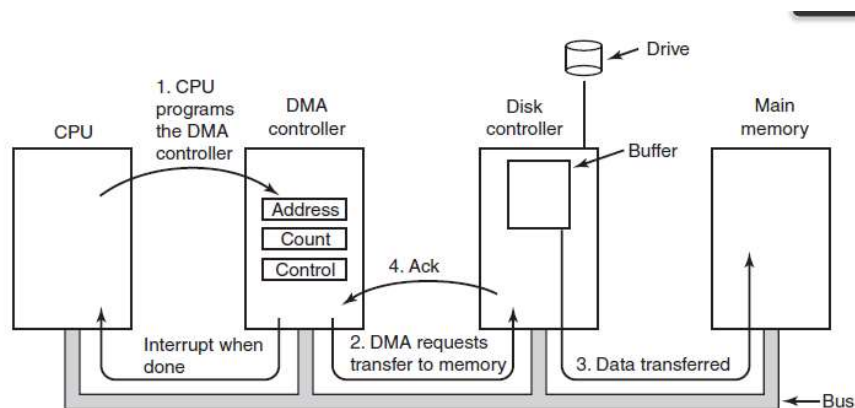 Drive
1. CPU
programs
the DMA
controller
CPU
DMA
controller
Disk
controller
Main
memory
Buffer
Address
Count
Control
4. Ack
Interrupt when
done
2. DMA requests
transfer to memory
3. Data transferred
Bus